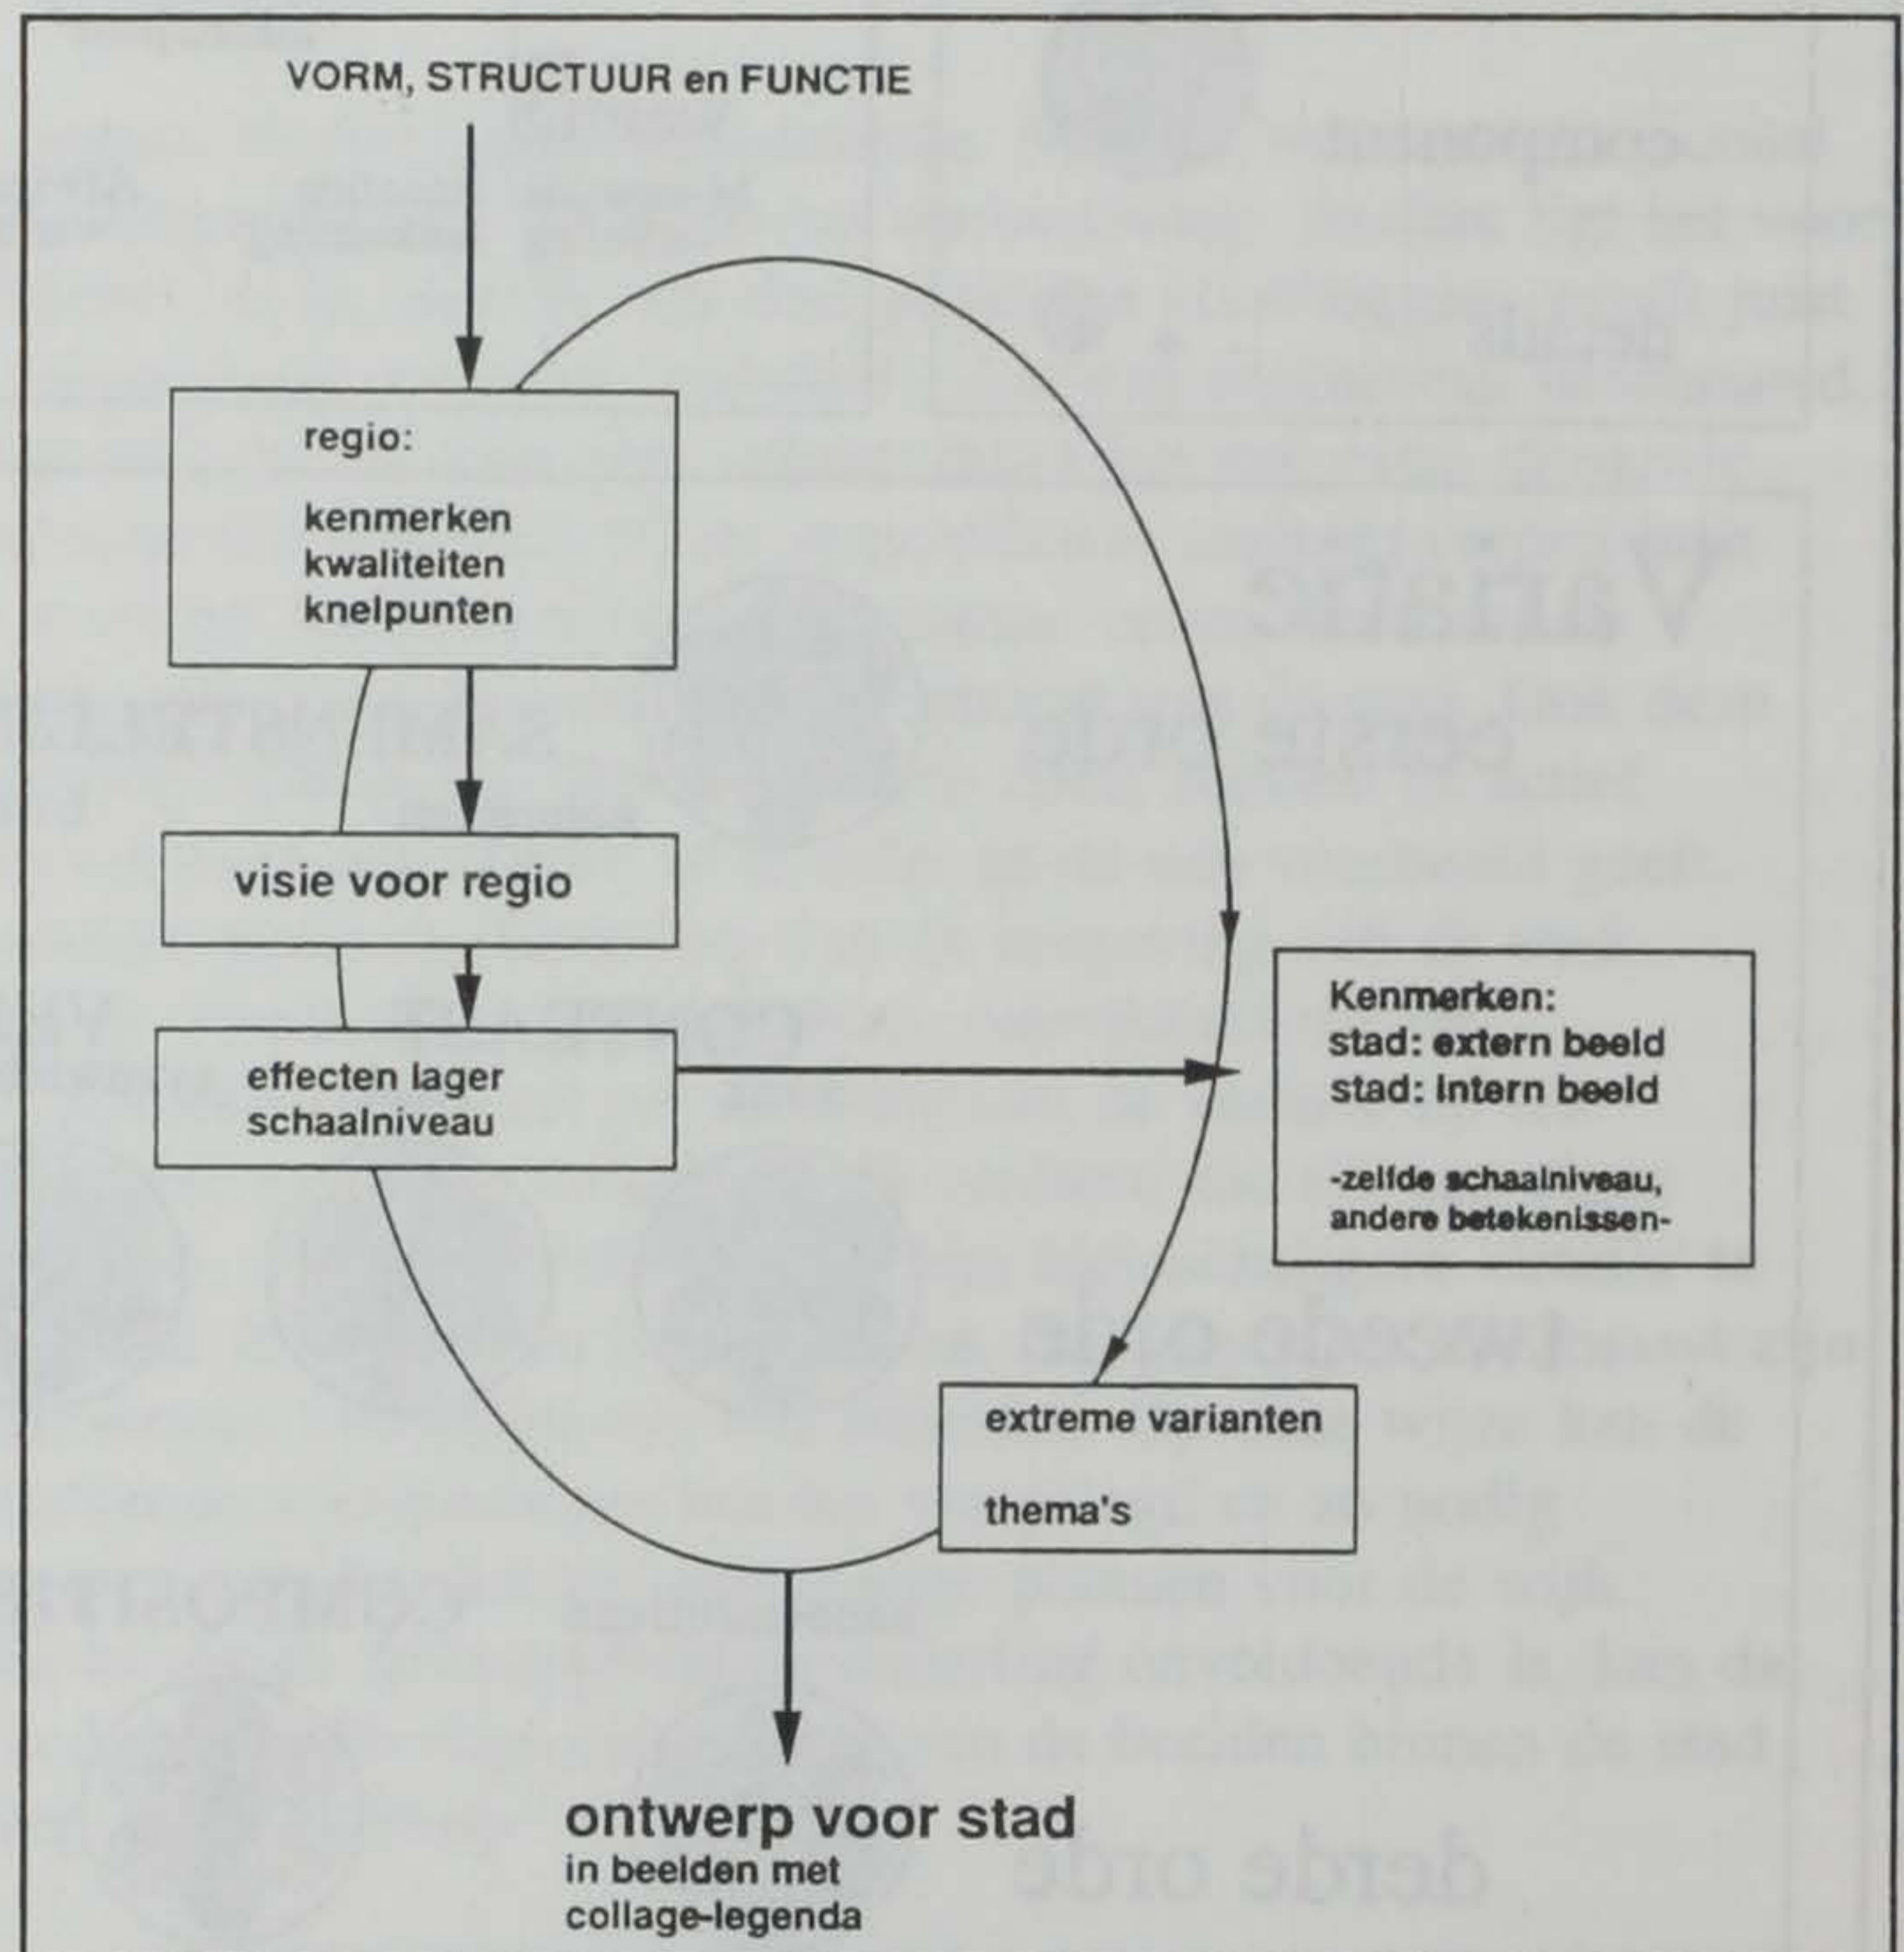 VORM, STRUCTUUR en FUNCTIE
regio:
kenmerken
kwaliteiten
knelpunten
visie voor regio
effecten lager
schaalniveau
Kenmerken:
stad: extern beeld
stad: intern beeld
-zelfde schaalniveau,
andere betekenissen-
extreme varianten
thema's
ontwerp voor stad
in beelden met
collage-legenda